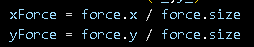 xForce = force.x / force.size
yForce = force.y / force.size